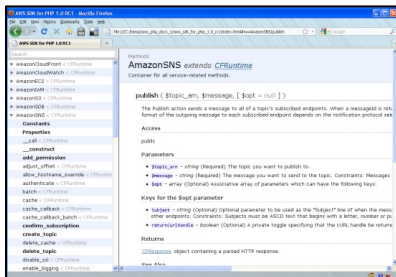 AWS SDK for PHP 1.0 RC1 - Mozilla Firefox
File Edit View History Bookmarks Tools Help
AWS SDK for PHP 1.0 RC1
Search
AmazonCloudFront < CFRuntime
AmazonCloudWatch < CFRuntime
AmazonEC2 < CFRuntime
AmazonIAM < CFRuntime
AmazonS3 < CFRuntime
AmazonSDB < CFRuntime
AmazonSNS < CFRuntime
Constants
Properties
__call < CFRuntime
__construct
add_permission
adjust_offset < CFRuntime
allow_hostname_override < CFRuntime
authenticate < CFRuntime
batch < CFRuntime
cache < CFRuntime
cache_callback < CFRuntime
cache_callback_batch < CFRuntime
confirm_subscription
create_topic
delete_cache < CFRuntime
delete_topic
disable_ssl < CFRuntime
enable_logging < CFRuntime
Methods
AmazonSNS extends CFRuntime
Container for all service-related methods.
publish ( $topic_arn, $message, [ $opt = null ] )
The Publish action sends a message to all of a topic's subscribed endpoints. When a messageId is ret
format of the outgoing message to each subscribed endpoint depends on the notification protocol sele
Access
public
Parameters
$topic_arn - string (Required) The topic you want to publish to.
$message - string (Required) The message you want to send to the topic. Constraints: Messages
$opt - array (Optional) Associative array of parameters which can have the following keys:
Keys for the $opt parameter
Subject - string (Optional) Optional parameter to be used as the "Subject" line of when the mess
other endpoints. Constraints: Subjects must be ASCII text that begins with a letter, number or pu
returnCurlHandle - boolean (Optional) A private toggle specifying that the cURL handle be returne
Returns
CFResponse object containing a parsed HTTP response.
See Also